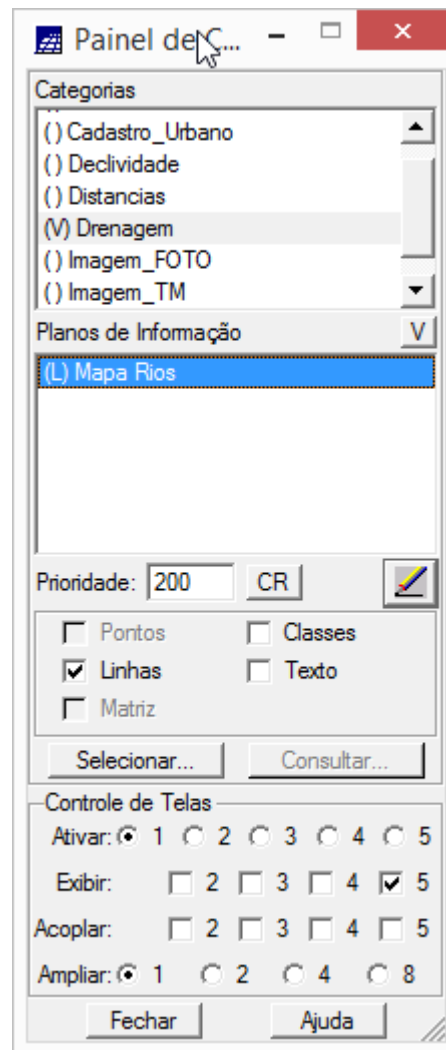 Painel de C...
Categorias
( ) Cadastro_Urbano
( ) Declividade
( ) Distancias
(V) Drenagem
( ) Imagem_FOTO
( ) Imagem_TM
Planos de Informação V
(L) Mapa Rios
Prioridade: 200 CR
Pontos Classes
Linhas Texto
Matriz
Selecionar... Consultar...
Controle de Telas
Ativar: 1 2 3 4 5
Exibir: 2 3 4 5
Acoplar: 2 3 4 5
Ampliar: 1 2 4 8
Fechar Ajuda